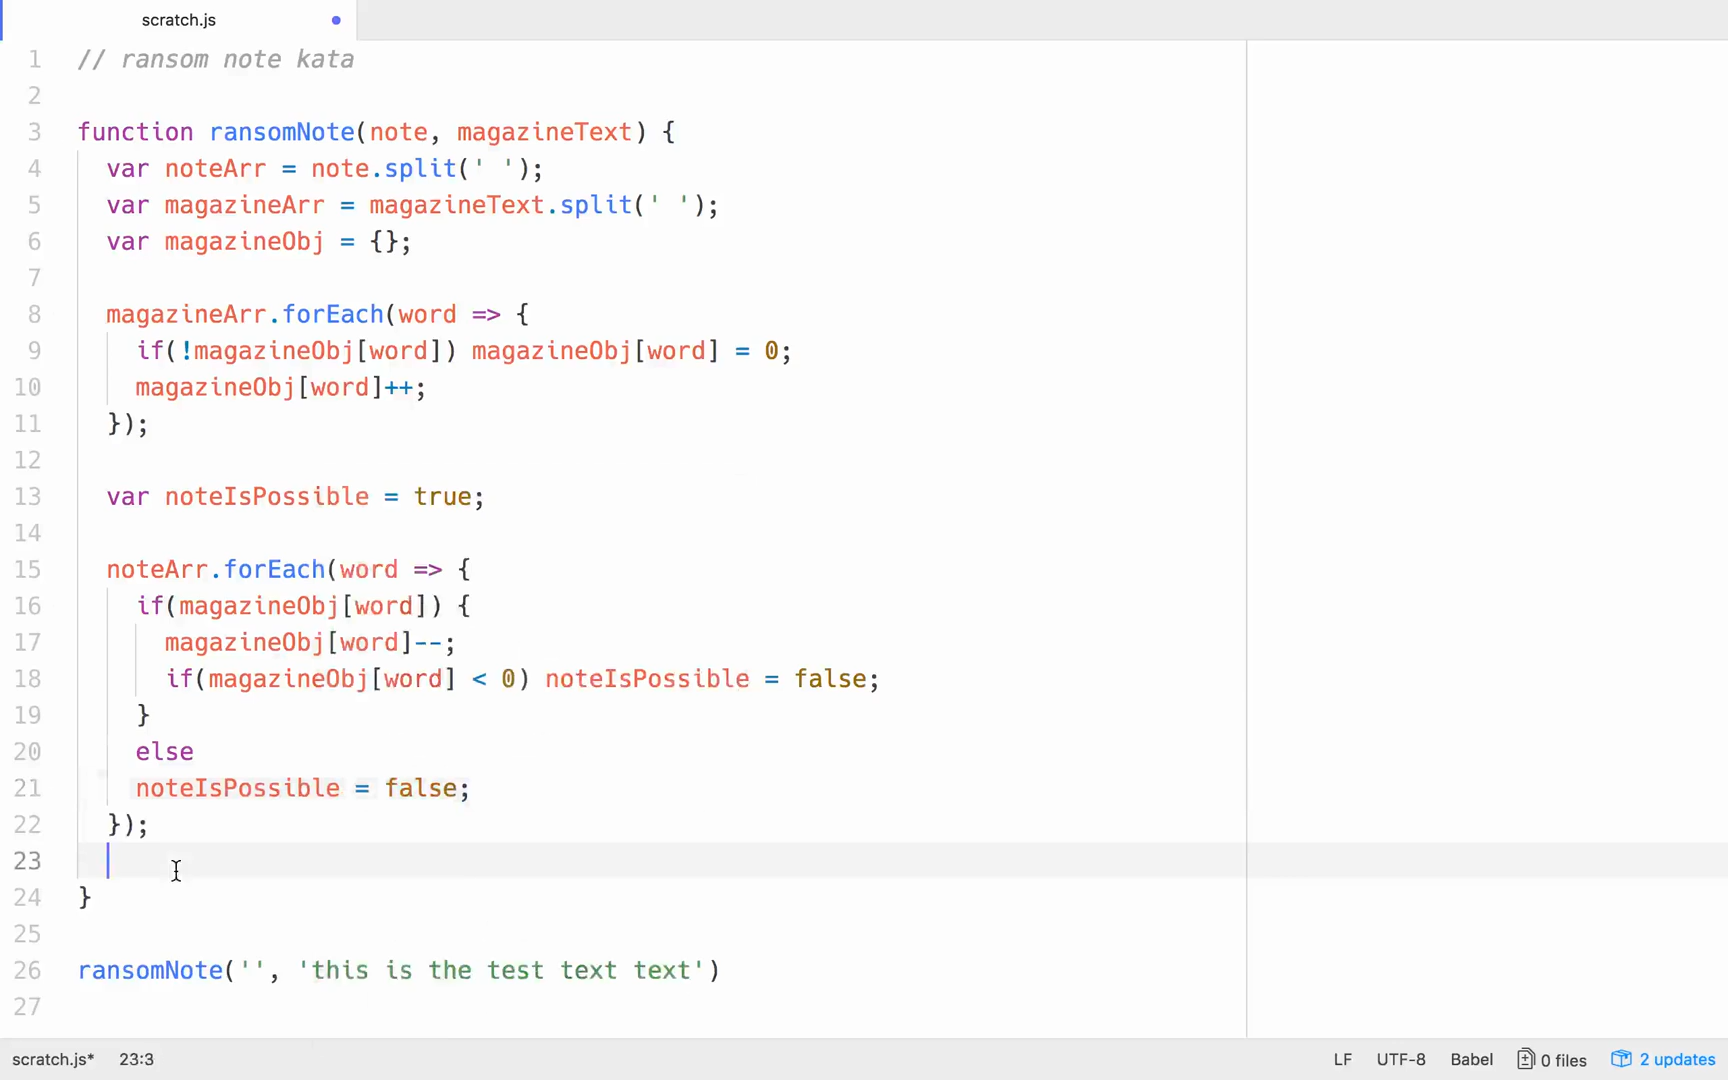 scratch.js
1 // ransom note kata
2
3 function ransomNote(note, magazineText) {
4 var noteArr = note.split(' ');
5 var magazineArr = magazineText.split(' ');
6 var magazineObj = {};
7
8 magazineArr.forEach(word => {
9 if(!magazineObj[word]) magazineObj[word] = 0;
10 magazineObj[word]++;
11 });
12
13 var noteIsPossible = true;
14
15 noteArr.forEach(word => {
16 if(magazineObj[word]) {
17 magazineObj[word]--;
18 if(magazineObj[word] < 0) noteIsPossible = false;
19 }
20 else
21 noteIsPossible = false;
22 });
23
24 }
25
26 ransomNote('', 'this is the test text text')
27
scratch.js* 23:3 LF UTF-8 Babel 0 files 2 updates